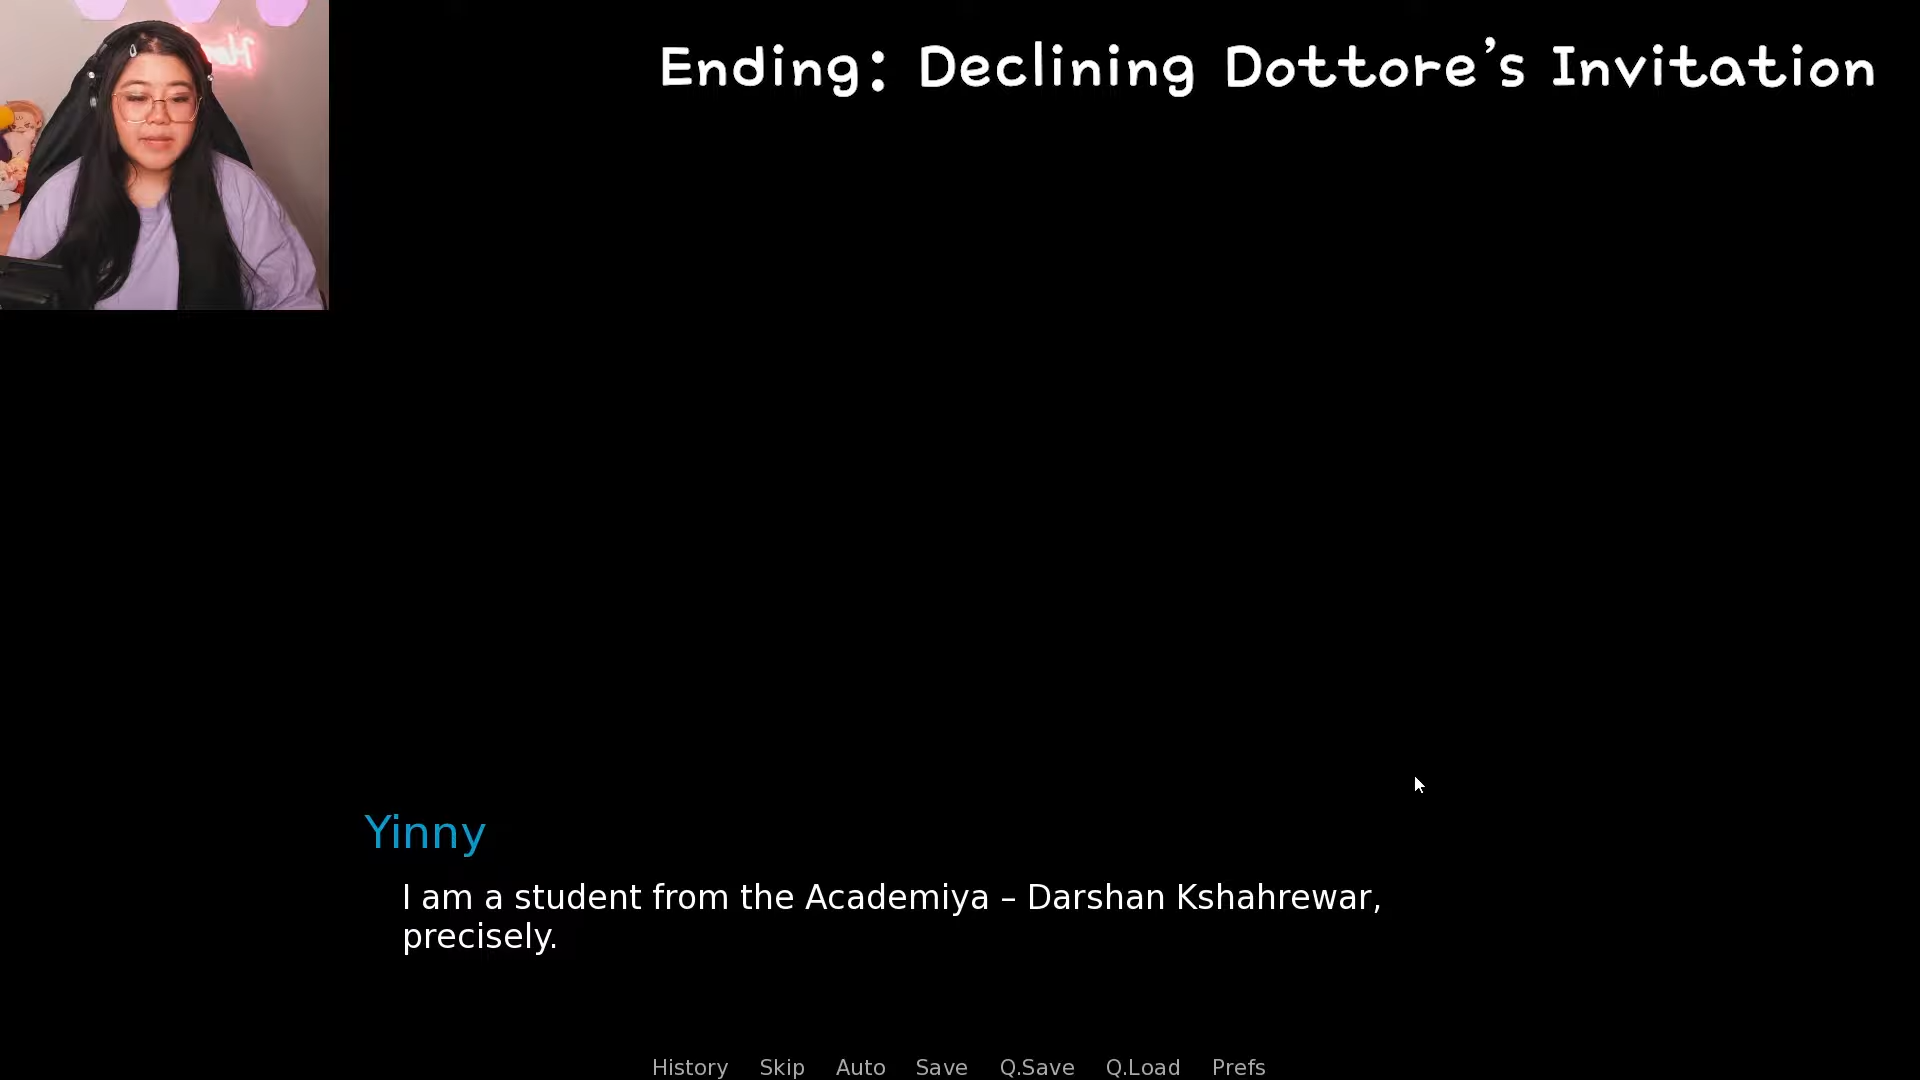 Ending: Declining Dottore's Invitation
Yinny
I am a student from the Academiya – Darshan Kshahrewar,
precisely.
History Skip Auto Save Q.Save Q.Load Prefs